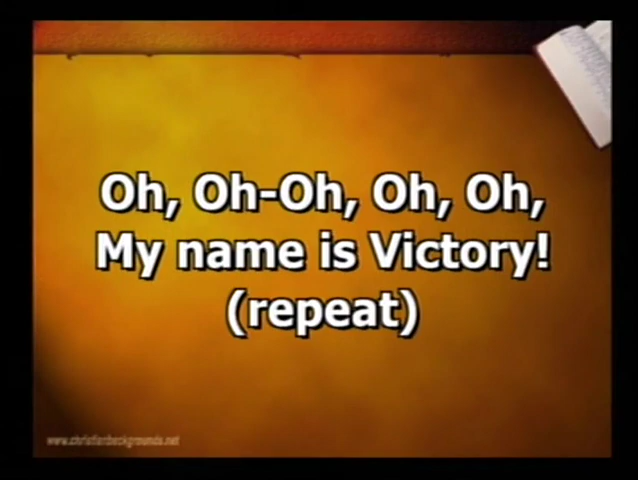 Oh, Oh-Oh, Oh, Oh,
My name is Victory!
(repeat)
www.christianbackgrounds.net